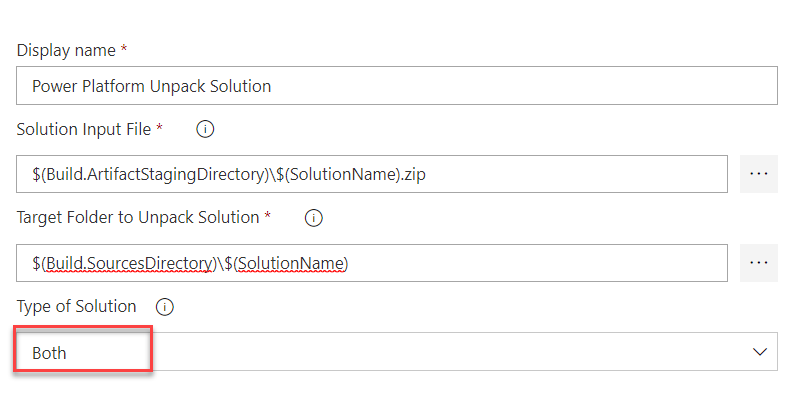 Display name *
Power Platform Unpack Solution
Solution Input File *
$(Build.ArtifactStagingDirectory)\$(SolutionName).zip
...
Target Folder to Unpack Solution *
$(Build.SourcesDirectory)\$(SolutionName)
...
Type of Solution
Both